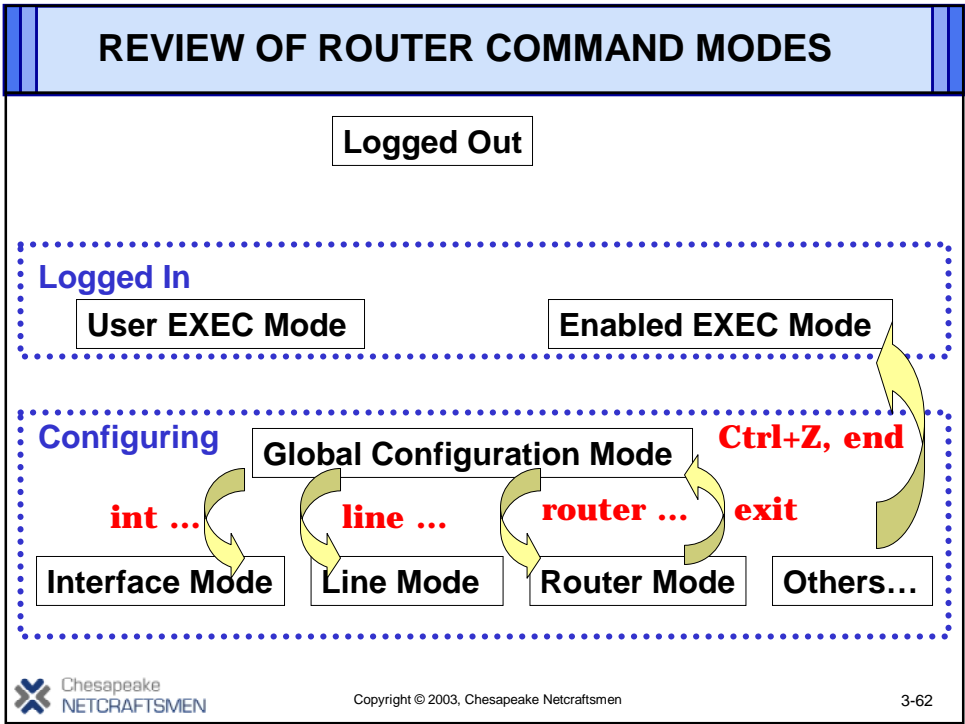 REVIEW OF ROUTER COMMAND MODES
Logged Out
Logged In
User EXEC Mode
Enabled EXEC Mode
Configuring
Global Configuration Mode
Ctrl+Z, end
int …
line …
router …
exit
Interface Mode
Line Mode
Router Mode
Others…
Chesapeake
NETCRAFTSMEN
Copyright © 2003, Chesapeake Netcraftsmen
3-62